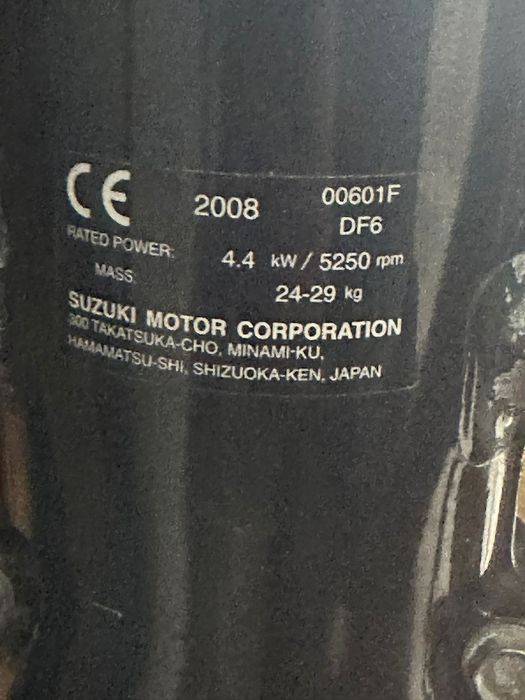 CE 2008 00601F
DF6
RATED POWER: 4.4 kW / 5250 rpm
MASS: 24-29 kg
SUZUKI MOTOR CORPORATION
300 TAKATSUKA-CHO, MINAMI-KU,
HAMAMATSU-SHI, SHIZUOKA-KEN, JAPAN